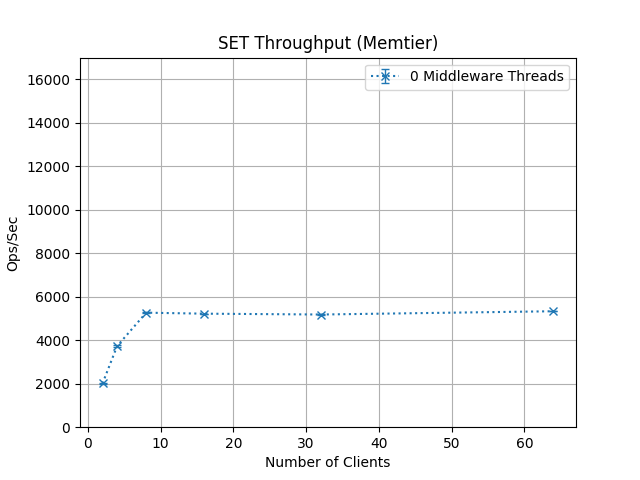 SET Throughput (Memtier)
0 Middleware Threads
16000
14000
12000
10000
8000
6000
4000
2000
0
Ops/Sec
0 10 20 30 40 50 60
Number of Clients